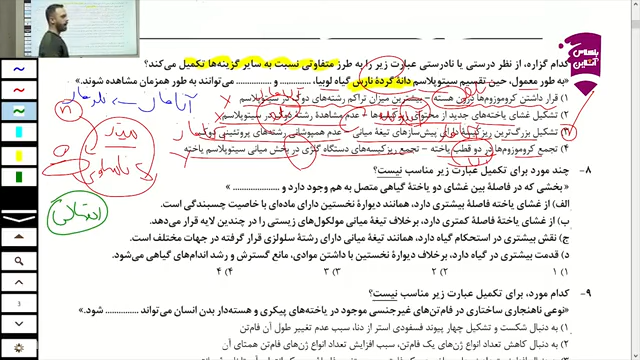 پلاس
آنلاین
کدام گزاره، از نظر درستی یا نادرستی عبارت زیر را به طرز متفاوتی نسبت به سایر گزینه‌ها تکمیل می‌کند؟
«به طور معمول، حین تقسیم سیتوپلاسم دانهٔ گردهٔ نارس گیاه لوبیا، ............ و ............ می‌توانند به طور همزمان مشاهده شوند.»
۱) قرار داشتن کروموزوم‌ها درون هسته – بیشترین میزان تراکم رشته‌های دوک در سیتوپلاسم
۲) تشکیل غشای یاخته‌های جدید از محتوای ریزکیسه‌ها – عدم مشاهدهٔ رشتهٔ دوک در سیتوپلاسم
تشکیل بزرگ‌ترین ریزکیسهٔ دارای پیش‌سازهای تیغهٔ میانی – عدم همپوشانی رشته‌های پروتئینی دوک
۴) تجمع کروموزوم‌ها در دو قطب یاخته – تجمع ریزکیسه‌های دستگاه گلژی در بخش میانی سیتوپلاسم یاخته
۸- چند مورد برای تکمیل عبارت زیر مناسب نیست؟
«بخشی که در فاصلهٔ بین غشای دو یاختهٔ گیاهی متصل به هم وجود دارد و ............»
الف) از غشای یاخته فاصلهٔ بیشتری دارد، همانند دیوارهٔ نخستین دارای ماده‌ای با خاصیت چسبندگی است.
ب) از غشای یاخته فاصلهٔ کمتری دارد، برخلاف تیغهٔ میانی مولکول‌های زیستی را در چندین لایه قرار می‌دهد.
ج) نقش بیشتری در استحکام گیاه دارد، همانند تیغهٔ میانی دارای رشتهٔ سلولزی قرار گرفته در جهات مختلف است.
د) قدمت بیشتری در گیاه دارد، برخلاف دیوارهٔ نخستین با داشتن موادی، مانع گسترش و رشد اندام‌های گیاهی می‌شود.
۱) ۱ ۲) ۲ ۳) ۳ ۴) ۴
۹- کدام مورد، برای تکمیل عبارت زیر مناسب نیست؟
«نوعی ناهنجاری ساختاری در فام‌تن‌های غیرجنسی موجود در یاخته‌های پیکری و هسته‌دار بدن انسان می‌تواند ............ شود.»
۱) به دنبال شکست و تشکیل چهار پیوند فسفودی استر از دنا، سبب عدم تغییر طول آن فام‌تن
۲) به دنبال کاهش تعداد انواع ژن‌های یک فام‌تن، سبب افزایش تعداد انواع ژن‌های فام‌تن همتای آن